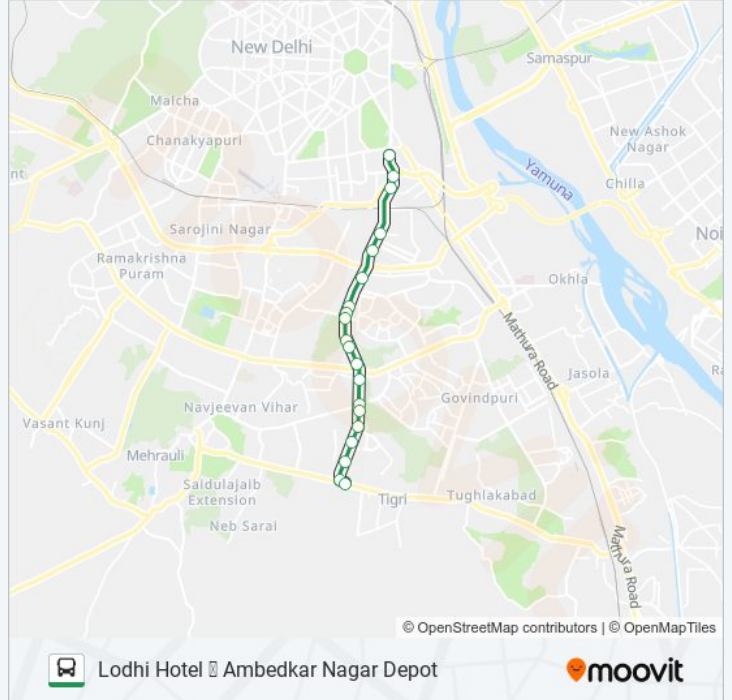 New Delhi
Samaspur
Malcha
New Ashok
Nagar
Chanakyapuri
nt
Yamuna
Chilla
Sarojini Nagar
Noi
Ramakrishna
Puram
Okhla
Mathura Road
Jasola
Ra
Govindpuri
Navjeevan Vihar
Vasant Kunj
Mehrauli
Saidulajaib
Extension
Tigri
Tughlakabad
Neb Sarai
Mathura Road
© OpenStreetMap contributors | © OpenMapTiles
Lodhi Hotel Ambedkar Nagar Depot
moovit